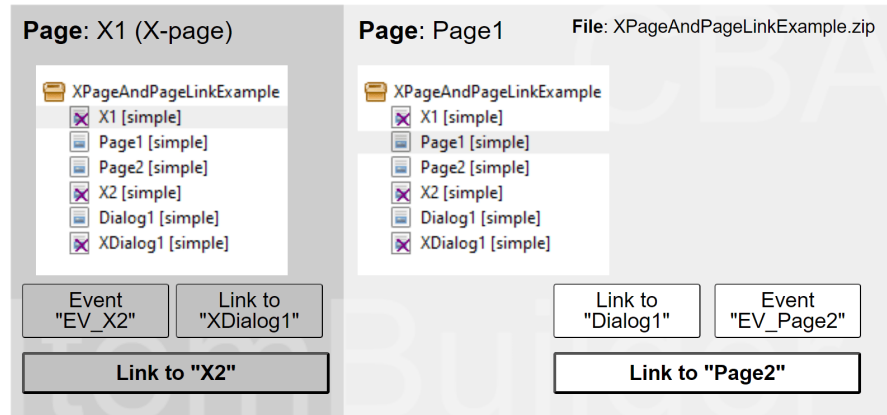 Page: X1 (X-page)
XPageAndPageLinkExample
X1 [simple]
Page1 [simple]
Page2 [simple]
X2 [simple]
Dialog1 [simple]
XDialog1 [simple]
Event
"EV_X2"
Link to
"XDialog1"
Link to "X2"
Page: Page1
File: XPageAndPageLinkExample.zip
XPageAndPageLinkExample
X1 [simple]
Page1 [simple]
Page2 [simple]
X2 [simple]
Dialog1 [simple]
XDialog1 [simple]
Link to
"Dialog1"
Event
"EV_Page2"
Link to "Page2"
CBA
tomBuilde